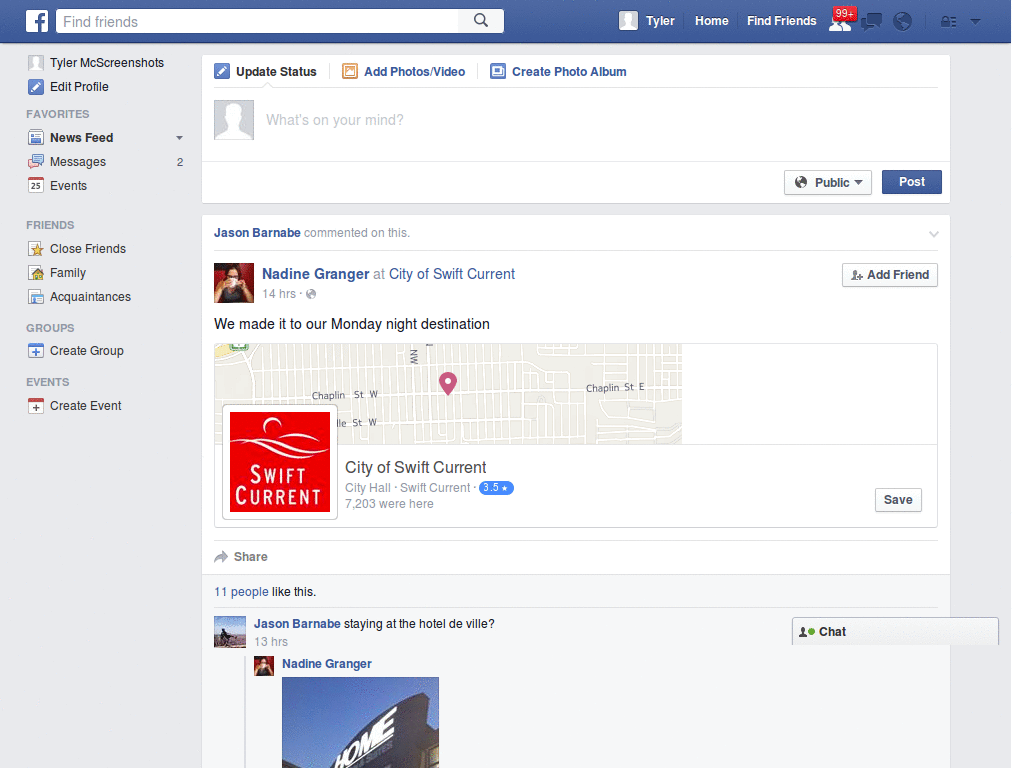 Find friends
Tyler Home Find Friends 99+
Tyler McScreenshots
Edit Profile
FAVORITES
News Feed
Messages 2
25 Events
FRIENDS
Close Friends
Family
Acquaintances
GROUPS
Create Group
EVENTS
Create Event
Update Status Add Photos/Video Create Photo Album
What's on your mind?
Public Post
Jason Barnabe commented on this.
Nadine Granger at City of Swift Current
14 hrs ·
Add Friend
We made it to our Monday night destination
NW
Chaplin St W
Chaplin St E
lle St W
SWIFT
CURRENT
City of Swift Current
City Hall · Swift Current · 3.5 ★
7,203 were here
Save
Share
11 people like this.
Jason Barnabe staying at the hotel de ville?
13 hrs
Nadine Granger
HOME
Chat